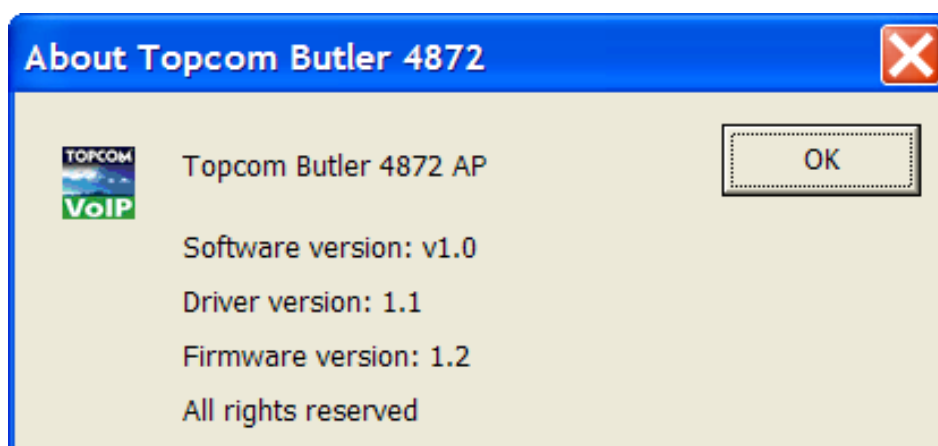 About Topcom Butler 4872
TOPCOM
VoIP
Topcom Butler 4872 AP
OK
Software version: v1.0
Driver version: 1.1
Firmware version: 1.2
All rights reserved